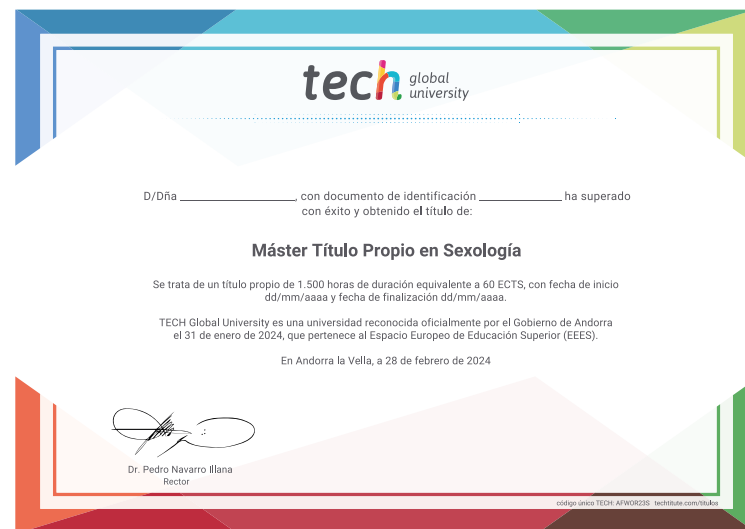 tech global university
D/Dña ________________, con documento de identificación ____________ ha superado
con éxito y obtenido el título de:
Máster Título Propio en Sexología
Se trata de un título propio de 1.500 horas de duración equivalente a 60 ECTS, con fecha de inicio
dd/mm/aaaa y fecha de finalización dd/mm/aaaa.
TECH Global University es una universidad reconocida oficialmente por el Gobierno de Andorra
el 31 de enero de 2024, que pertenece al Espacio Europeo de Educación Superior (EEES).
En Andorra la Vella, a 28 de febrero de 2024
Dr. Pedro Navarro Illana
Rector
código único TECH: AFWOR23S techtitute.com/titulos